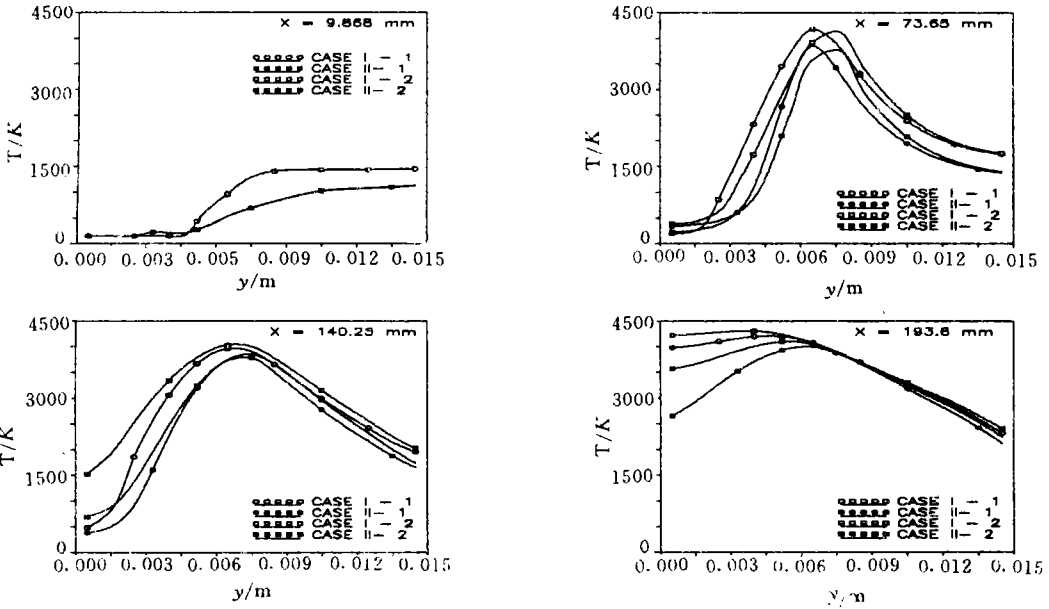 4500
3000
1500
0
T/K
X = 9.868 mm
CASE I - 1
CASE II- 1
CASE I - 2
CASE II- 2
0.000 0.003 0.006 0.009 0.012 0.015
y/m
4500
3000
1500
0
T/K
X = 73.65 mm
CASE I - 1
CASE II- 1
CASE I - 2
CASE II- 2
0.000 0.003 0.006 0.009 0.012 0.015
y/m
4500
3000
1500
0
T/K
X = 140.25 mm
CASE I - 1
CASE II- 1
CASE I - 2
CASE II- 2
0.000 0.003 0.006 0.009 0.012 0.015
y/m
4500
3000
1500
0
T/K
X = 193.6 mm
CASE I - 1
CASE II- 1
CASE I - 2
CASE II- 2
0.000 0.003 0.006 0.009 0.012 0.015
y/m